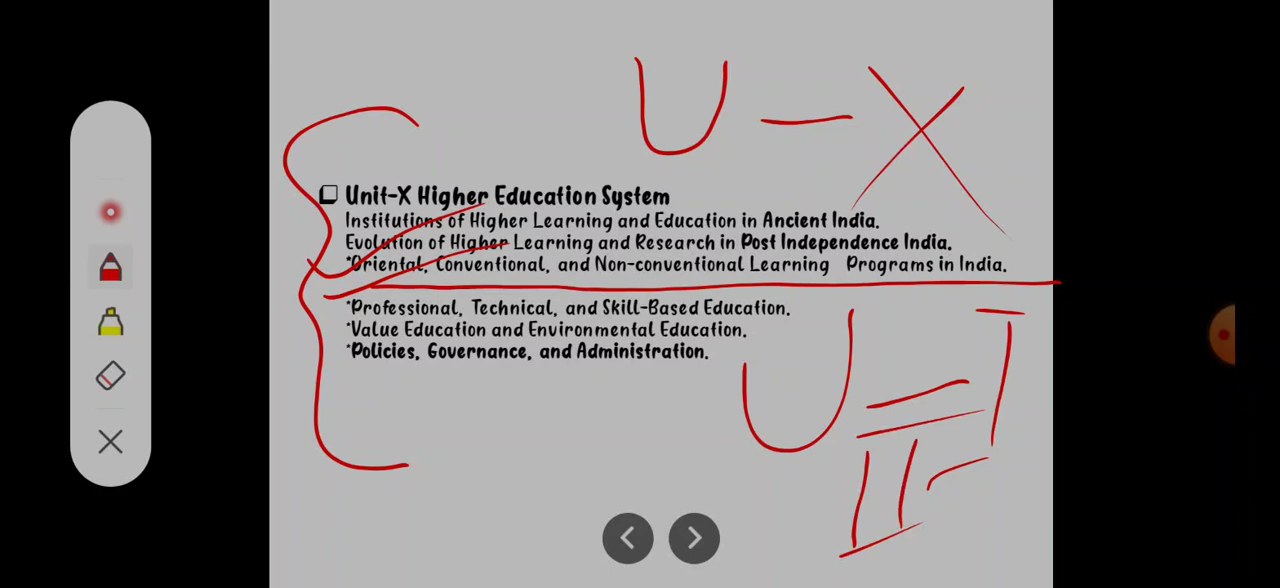 U - X
Unit-X Higher Education System
Institutions of Higher Learning and Education in Ancient India.
Evolution of Higher Learning and Research in Post Independence India.
*Oriental, Conventional, and Non-conventional Learning Programs in India.
*Professional, Technical, and Skill-Based Education.
*Value Education and Environmental Education.
*Policies, Governance, and Administration.
U - I
II